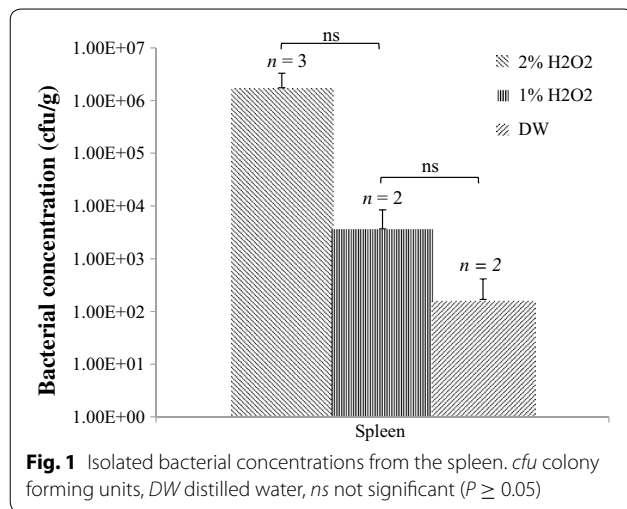 Bacterial concentration (cfu/g)
1.00E+07
1.00E+06
1.00E+05
1.00E+04
1.00E+03
1.00E+02
1.00E+01
1.00E+00
ns
n = 3
ns
n = 2
n = 2
2% H2O2
1% H2O2
DW
Spleen
Fig. 1 Isolated bacterial concentrations from the spleen. cfu colony
forming units, DW distilled water, ns not significant (P ≥ 0.05)